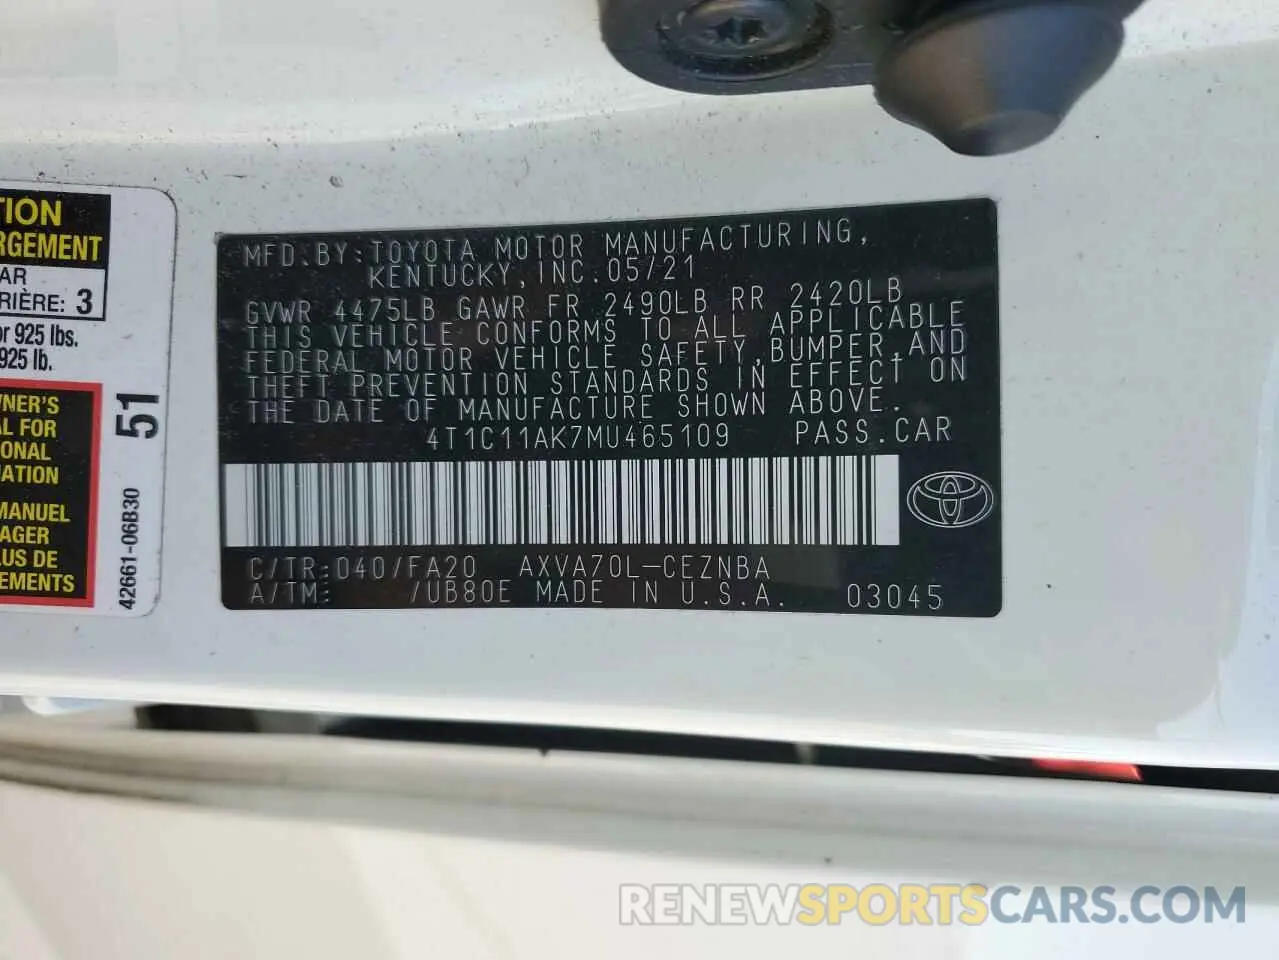 TION
RGEMENT
AR
RIÈRE: 3
or 925 lbs.
925 lb.
NER'S
AL FOR
ONAL
ATION
MANUEL
AGER
LUS DE
EMENTS
51
42661-06B30
MFD.BY:TOYOTA MOTOR MANUFACTURING,
KENTUCKY,INC.05/21
GVWR 4475LB GAWR FR 2490LB RR 2420LB
THIS VEHICLE CONFORMS TO ALL APPLICABLE
FEDERAL MOTOR VEHICLE SAFETY,BUMPER,AND
THEFT PREVENTION STANDARDS IN EFFECT ON
THE DATE OF MANUFACTURE SHOWN ABOVE.
4T1C11AK7MU465109 PASS.CAR
C/TR:040/FA20 AXVA70L-CEZNBA
A/TM: /UB80E MADE IN U.S.A. 03045
RENEWSPORTSCARS.COM